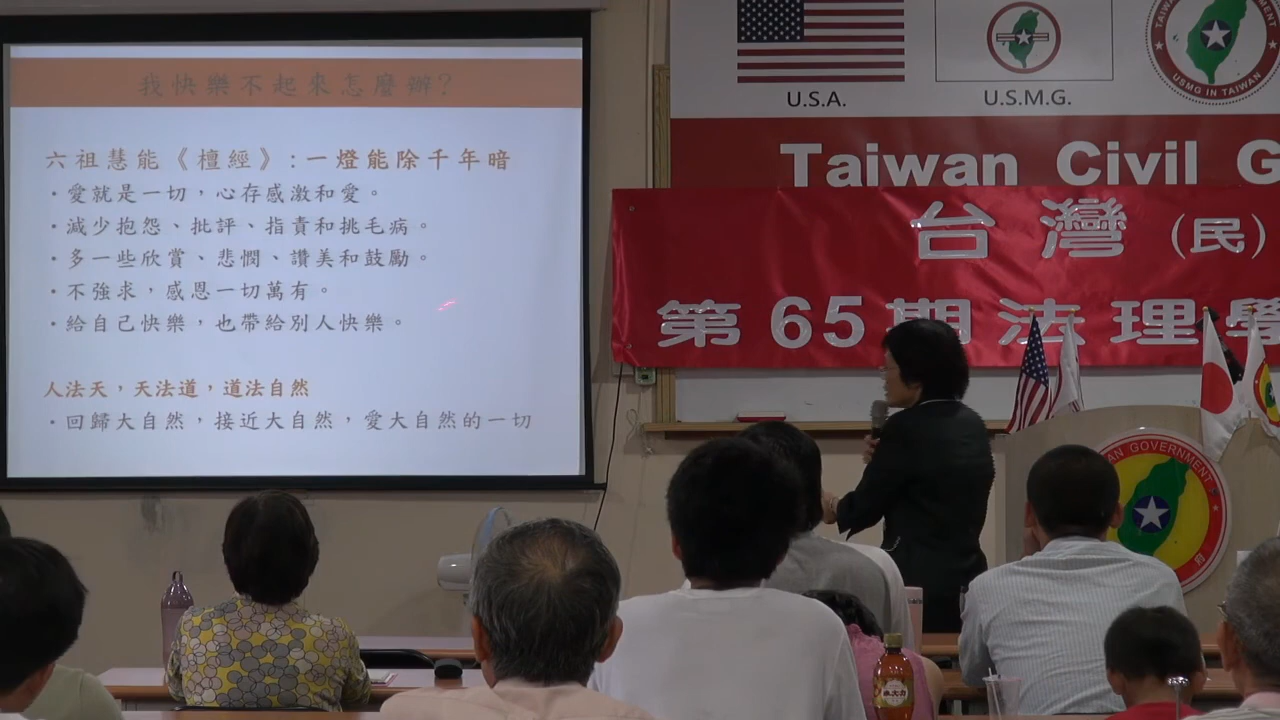 我快樂不起來怎麼辦?
六祖慧能《檀經》:一燈能除千年暗
·愛就是一切，心存感激和愛。
·減少抱怨、批評、指責和挑毛病。
·多一些欣賞、悲憫、讚美和鼓勵。
·不強求，感恩一切萬有。
·給自己快樂，也帶給別人快樂。
人法天，天法道，道法自然
·回歸大自然，接近大自然，愛大自然的一切
U.S.A.
U.S.M.G.
USMG IN TAIWAN
Taiwan Civil G
台灣(民)
第65期法理學
AN GOVERNMENT